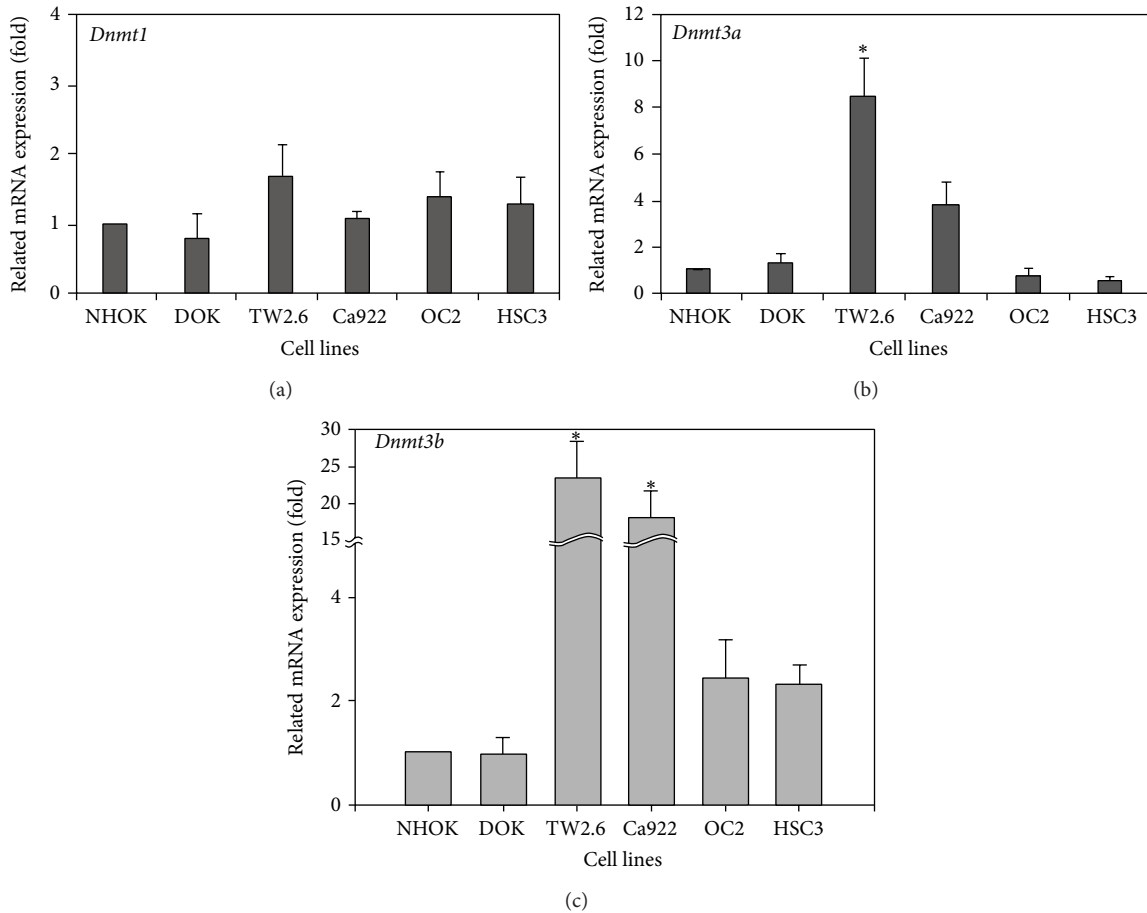 Dnmt1
Related mRNA expression (fold)
4
3
2
1
0
NHOK DOK TW2.6 Ca922 OC2 HSC3
Cell lines
(a)
Dnmt3a
Related mRNA expression (fold)
12
10
8
6
4
2
0
*
NHOK DOK TW2.6 Ca922 OC2 HSC3
Cell lines
(b)
Dnmt3b
Related mRNA expression (fold)
30
25
20
15
4
2
0
*
*
NHOK DOK TW2.6 Ca922 OC2 HSC3
Cell lines
(c)